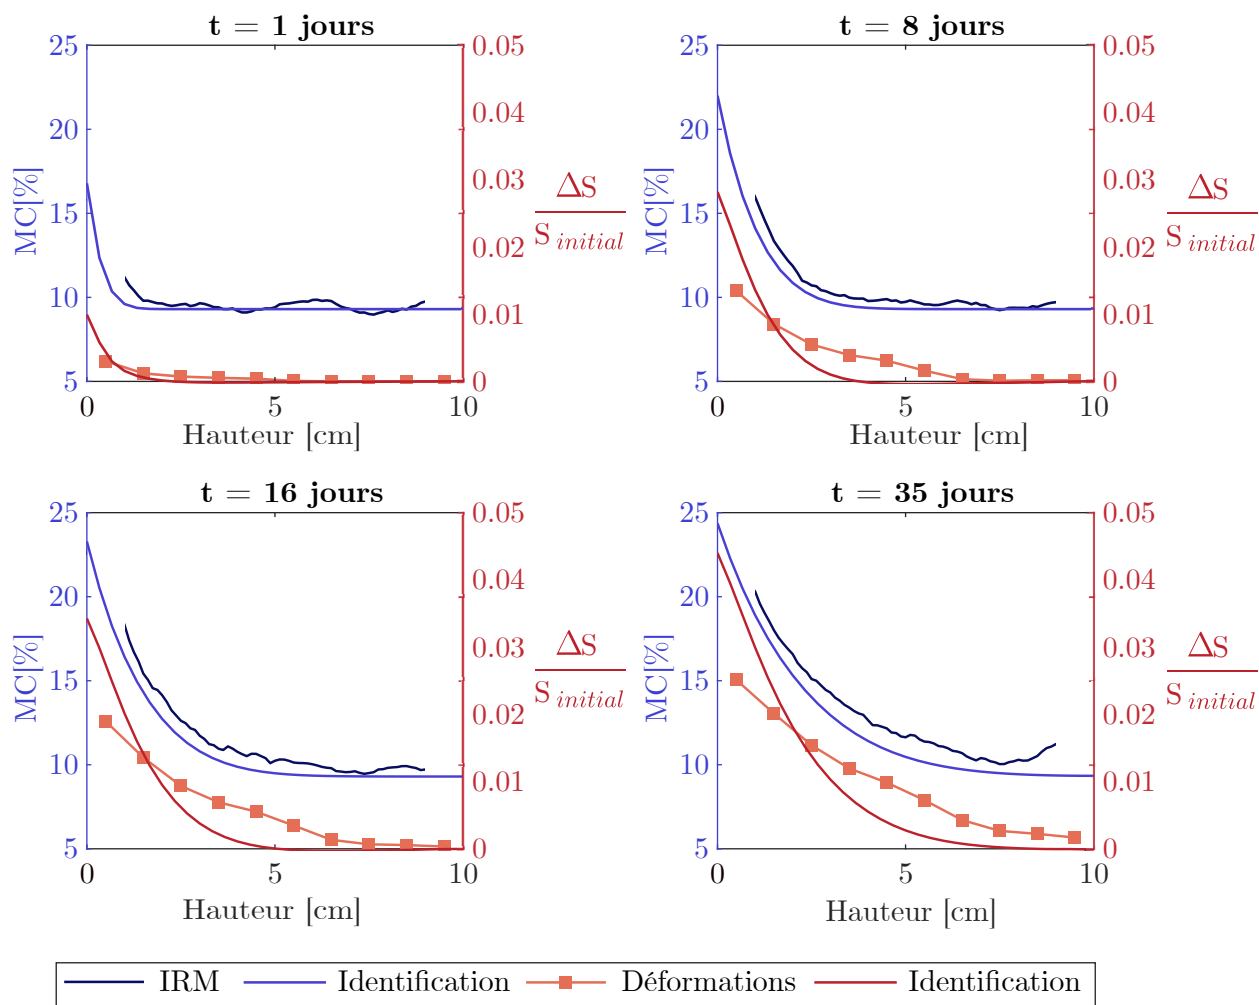 t = 1 jours
25
20
15
10
5
MC[%]
0.05
0.04
0.03
0.02
0.01
0
ΔS
S initial
0 5 10
Hauteur [cm]
t = 8 jours
25
20
15
10
5
MC[%]
0.05
0.04
0.03
0.02
0.01
0
ΔS
S initial
0 5 10
Hauteur [cm]
t = 16 jours
25
20
15
10
5
MC[%]
0.05
0.04
0.03
0.02
0.01
0
ΔS
S initial
0 5 10
Hauteur [cm]
t = 35 jours
25
20
15
10
5
MC[%]
0.05
0.04
0.03
0.02
0.01
0
ΔS
S initial
0 5 10
Hauteur [cm]
IRM Identification Déformations Identification